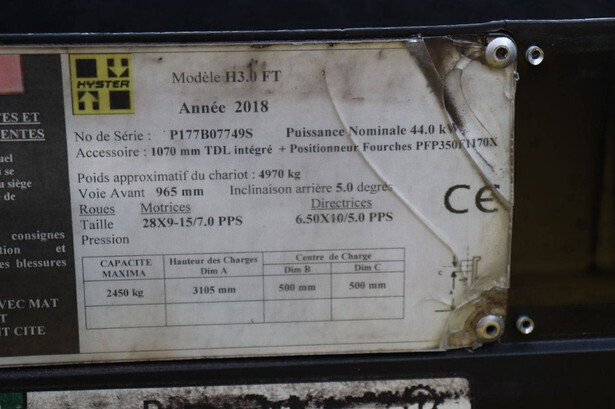 HYSTER
Modèle H3.0 FT
Année 2018
No de Série : P177B07749S Puissance Nominale 44.0 kW
Accessoire : 1070 mm TDL intégré + Positionneur Fourches PFP350F1170X
Poids approximatif du chariot : 4970 kg
Voie Avant 965 mm Inclinaison arrière 5.0 degrés
Roues Motrices Directrices
Taille 28X9-15/7.0 PPS 6.50X10/5.0 PPS
Pression
CE
CAPACITE MAXIMA Hauteur des Charges Dim A Centre de Charge Dim B Dim C
2450 kg 3105 mm 500 mm 500 mm
TES ET
ENTES
uel
u se
u siège
de
consignes
tion et
es blessures
VEC MAT
T
IT CITE